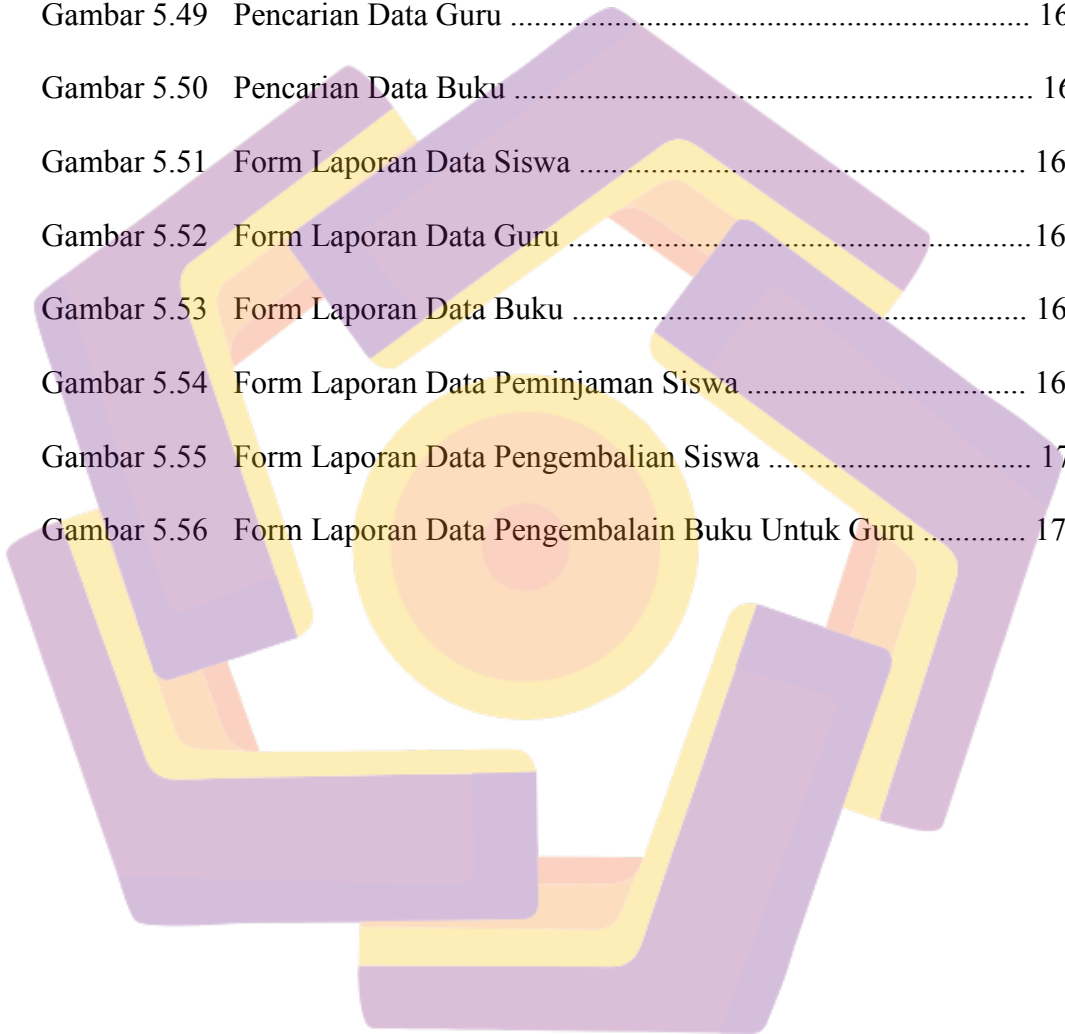 Gambar 5.49 Pencarian Data Guru ................................................................. 16
Gambar 5.50 Pencarian Data Buku ................................................................. 16
Gambar 5.51 Form Laporan Data Siswa ........................................................ 16
Gambar 5.52 Form Laporan Data Guru .......................................................... 16
Gambar 5.53 Form Laporan Data Buku ......................................................... 16
Gambar 5.54 Form Laporan Data Peminjaman Siswa ................................... 16
Gambar 5.55 Form Laporan Data Pengembalian Siswa ................................. 17
Gambar 5.56 Form Laporan Data Pengembalain Buku Untuk Guru ............. 17